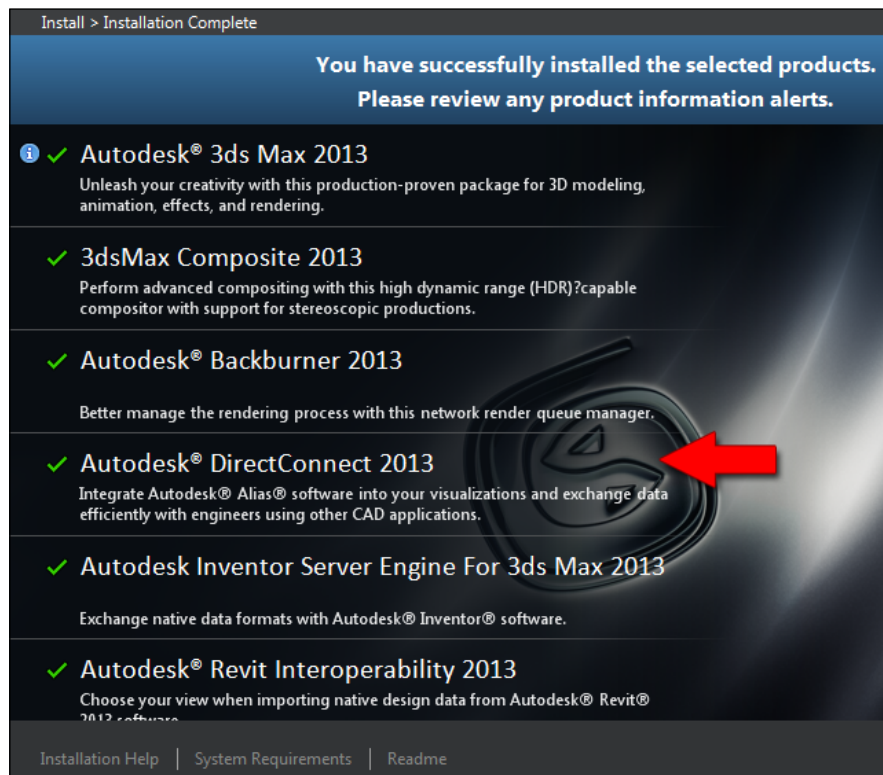 Install > Installation Complete
You have successfully installed the selected products.
Please review any product information alerts.
Autodesk® 3ds Max 2013
Unleash your creativity with this production-proven package for 3D modeling,
animation, effects, and rendering.
3dsMax Composite 2013
Perform advanced compositing with this high dynamic range (HDR)?capable
compositor with support for stereoscopic productions.
Autodesk® Backburner 2013
Better manage the rendering process with this network render queue manager.
Autodesk® DirectConnect 2013
Integrate Autodesk® Alias® software into your visualizations and exchange data
efficiently with engineers using other CAD applications.
Autodesk Inventor Server Engine For 3ds Max 2013
Exchange native data formats with Autodesk® Inventor® software.
Autodesk® Revit Interoperability 2013
Choose your view when importing native design data from Autodesk® Revit®
2013 software.
Installation Help | System Requirements | Readme